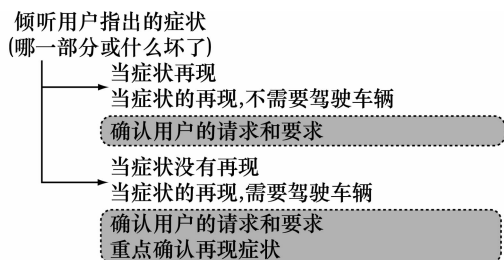 倾听用户指出的症状
(哪一部分或什么坏了)
当症状再现
当症状的再现,不需要驾驶车辆
确认用户的请求和要求
当症状没有再现
当症状的再现,需要驾驶车辆
确认用户的请求和要求
重点确认再现症状